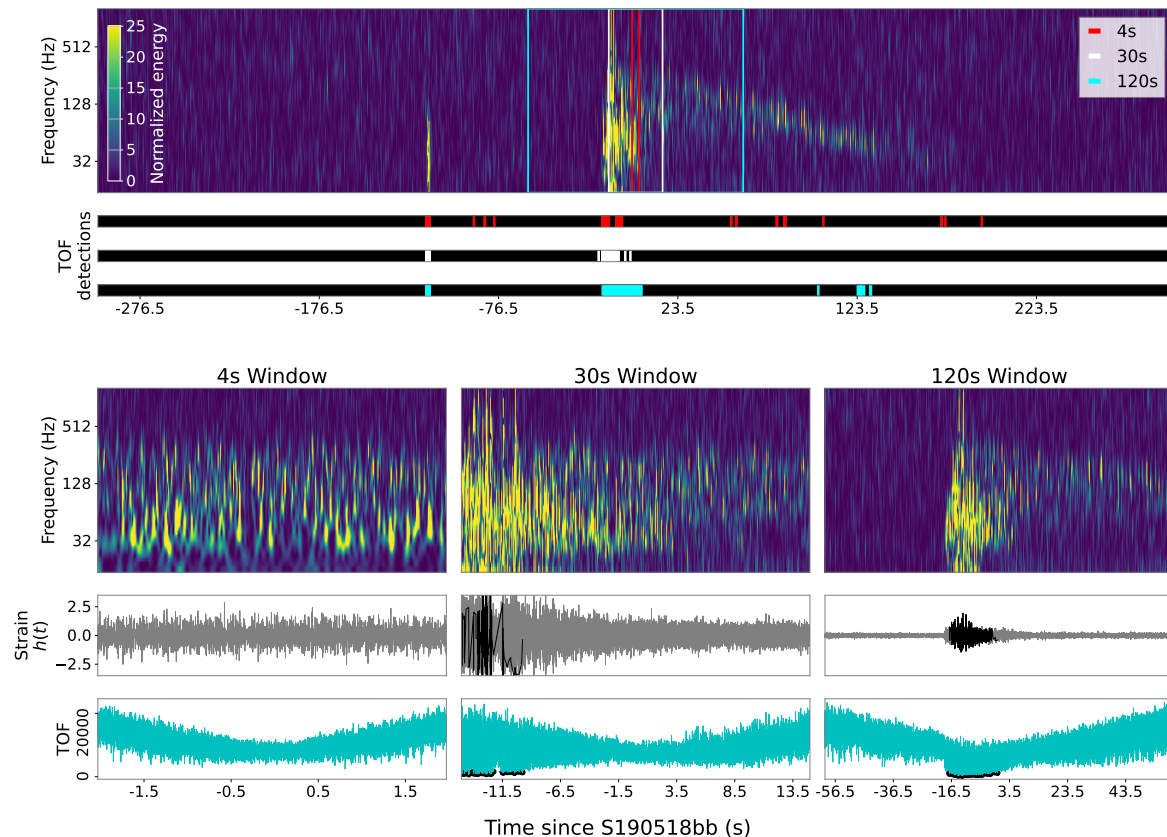 Frequency (Hz)
512
128
32
25
20
15
10
5
0
Normalized energy
4s
30s
120s
TOF
detections
-276.5
-176.5
-76.5
23.5
123.5
223.5
4s Window
30s Window
120s Window
Frequency (Hz)
512
128
32
Strain
h(t)
2.5
0.0
−2.5
TOF
20000
0
-1.5
-0.5
0.5
1.5
-11.5
-6.5
-1.5
3.5
8.5
13.5
-56.5
-36.5
-16.5
3.5
23.5
43.5
Time since S190518bb (s)